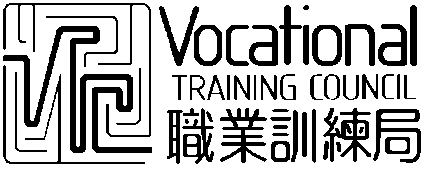 Vocational
TRAINING COUNCIL
職業訓練局